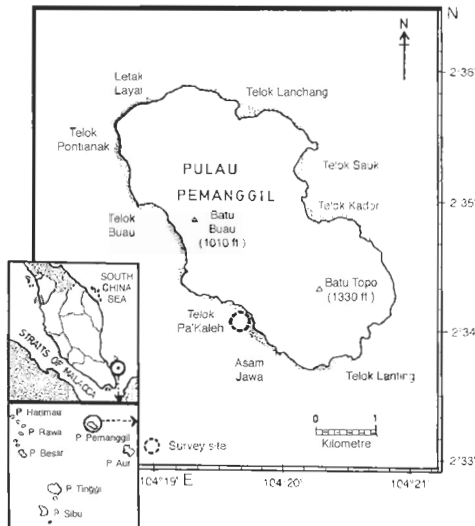 N
N
2°36'
Letak
Layar
Telok Lanchang
Telok
Pontianak
Telok Sauk
PULAU
PEMANGGIL
Telok Kador
2°35'
Telok
Buau
Batu
Buau
(1010 ft)
Batu Topo
(1330 ft)
SOUTH
CHINA
SEA
STRAITS OF MALACCA
Telok
Pa'Kaleh
2°34'
Asam
Jawa
Telok Lanting
P Harimau
P Rawa
P Pemanggil
P Besar
P Aur
P Tinggi
P Sibu
Survey site
0 1
Kilometre
2°33'
104°19' E 104°20' 104°21'